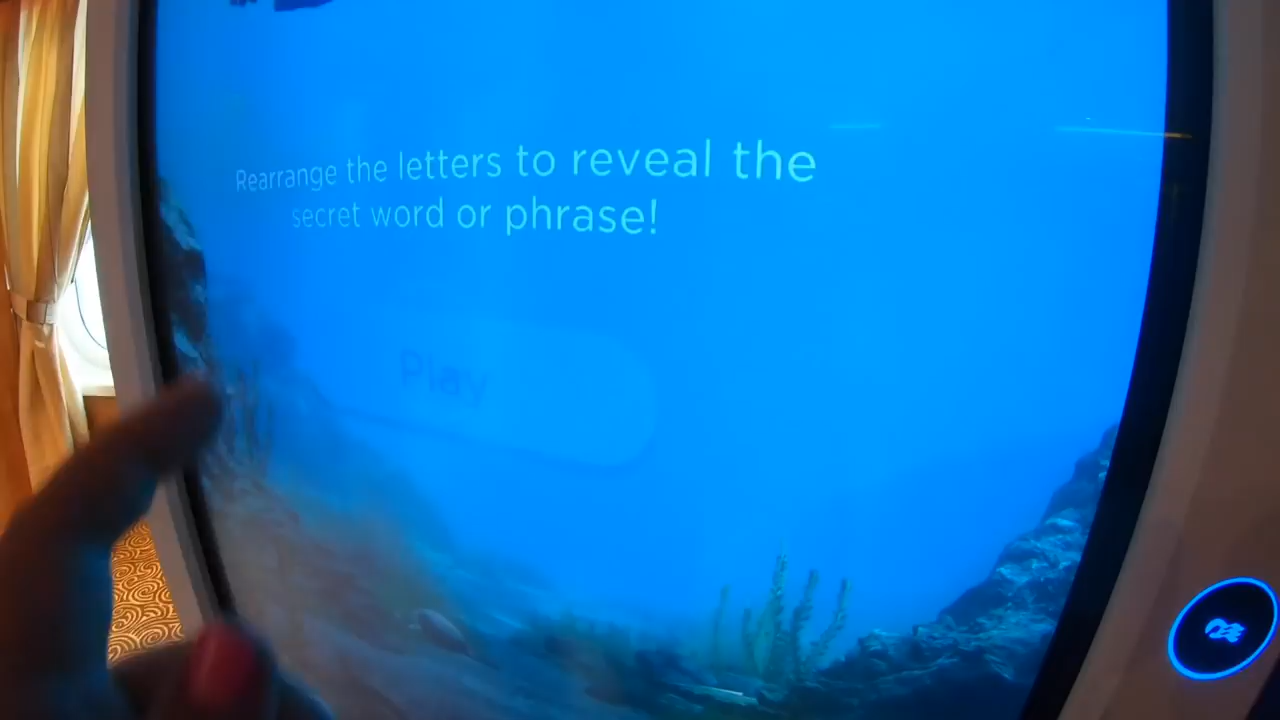 Rearrange the letters to reveal the
secret word or phrase!
Play